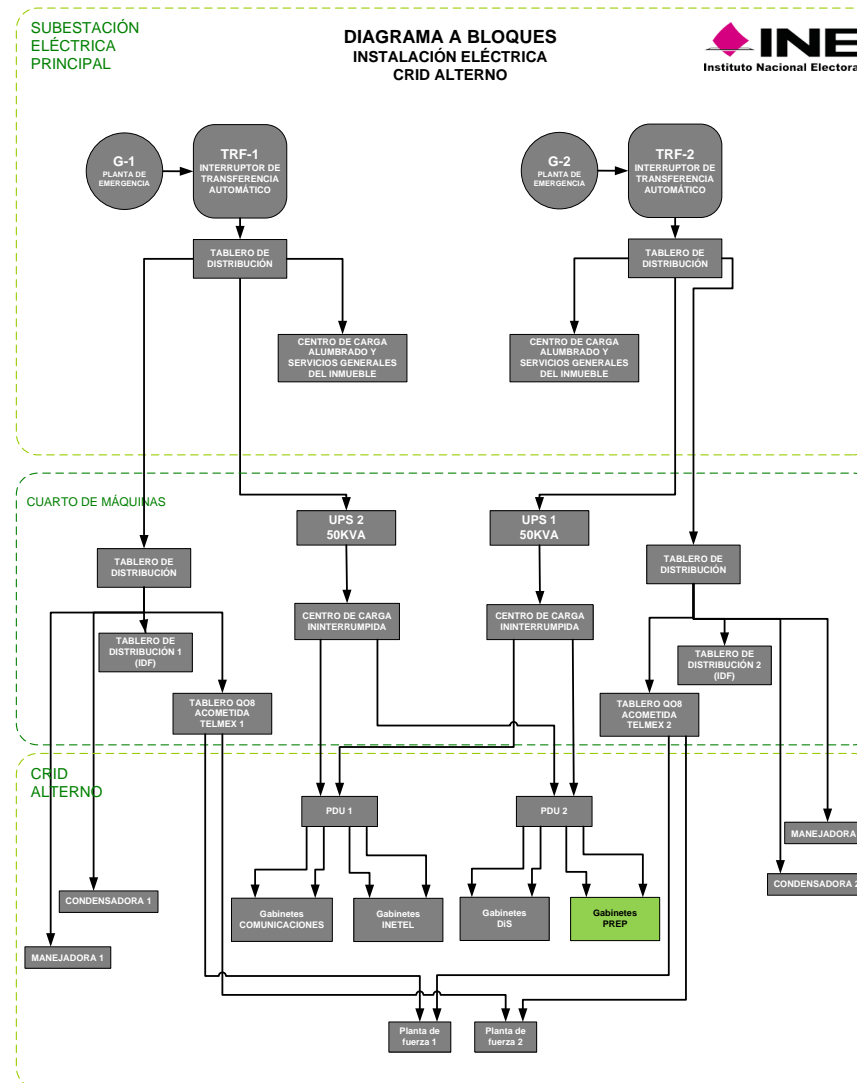 SUBESTACIÓN
ELÉCTRICA
PRINCIPAL
DIAGRAMA A BLOQUES
INSTALACIÓN ELÉCTRICA
CRID ALTERNO
INE
Instituto Nacional Electora
G-1
PLANTA DE
EMERGENCIA
TRF-1
INTERRUPTOR DE
TRANSFERENCIA
AUTOMÁTICO
G-2
PLANTA DE
EMERGENCIA
TRF-2
INTERRUPTOR DE
TRANSFERENCIA
AUTOMÁTICO
TABLERO DE
DISTRIBUCIÓN
TABLERO DE
DISTRIBUCIÓN
CENTRO DE CARGA
ALUMBRADO Y
SERVICIOS GENERALES
DEL INMUEBLE
CENTRO DE CARGA
ALUMBRADO Y
SERVICIOS GENERALES
DEL INMUEBLE
CUARTO DE MÁQUINAS
UPS 2
50KVA
UPS 1
50KVA
TABLERO DE
DISTRIBUCIÓN
TABLERO DE
DISTRIBUCIÓN
CENTRO DE CARGA
ININTERRUMPIDA
CENTRO DE CARGA
ININTERRUMPIDA
TABLERO DE
DISTRIBUCIÓN 1
(IDF)
TABLERO DE
DISTRIBUCIÓN 2
(IDF)
TABLERO QO8
ACOMETIDA
TELMEX 1
TABLERO QO8
ACOMETIDA
TELMEX 2
CRID
ALTERNO
PDU 1
PDU 2
MANEJADORA
CONDENSADORA 2
CONDENSADORA 1
Gabinetes
COMUNICACIONES
Gabinetes
INETEL
Gabinetes
DiS
Gabinetes
PREP
MANEJADORA 1
Planta de
fuerza 1
Planta de
fuerza 2